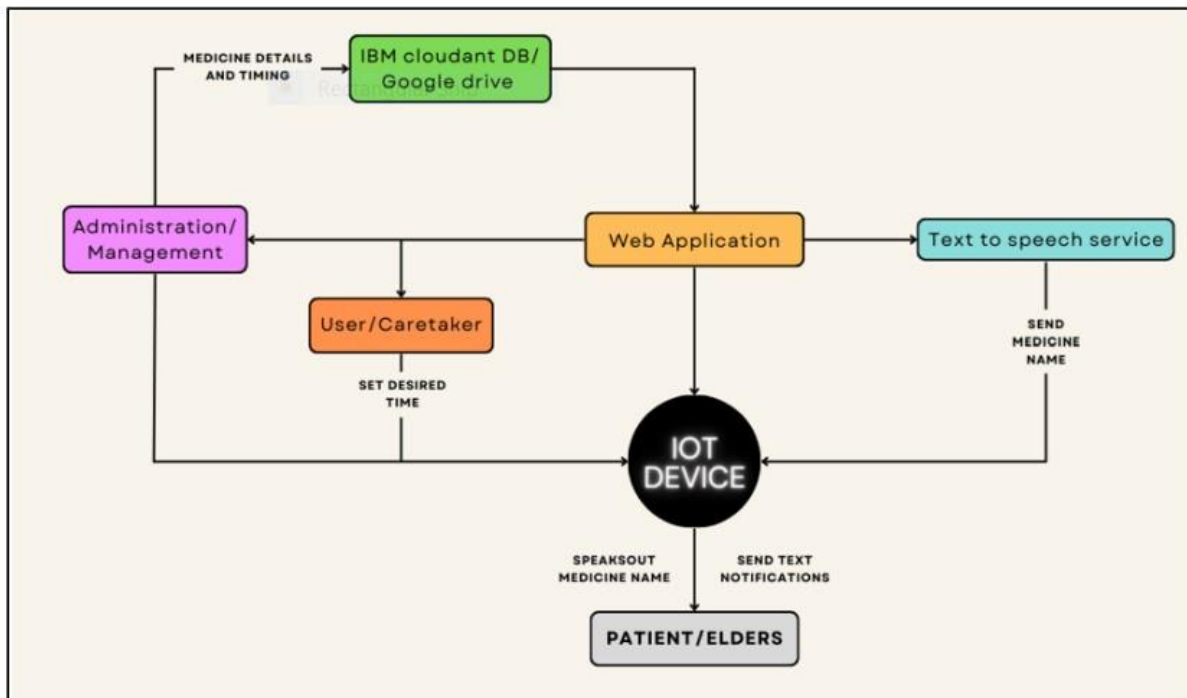 MEDICINE DETAILS
AND TIMING
IBM cloudant DB/
Google drive
Administration/
Management
Web Application
Text to speech service
User/Caretaker
SET DESIRED
TIME
SEND
MEDICINE
NAME
IOT
DEVICE
SPEAKSOUT
MEDICINE NAME
SEND TEXT
NOTIFICATIONS
PATIENT/ELDERS